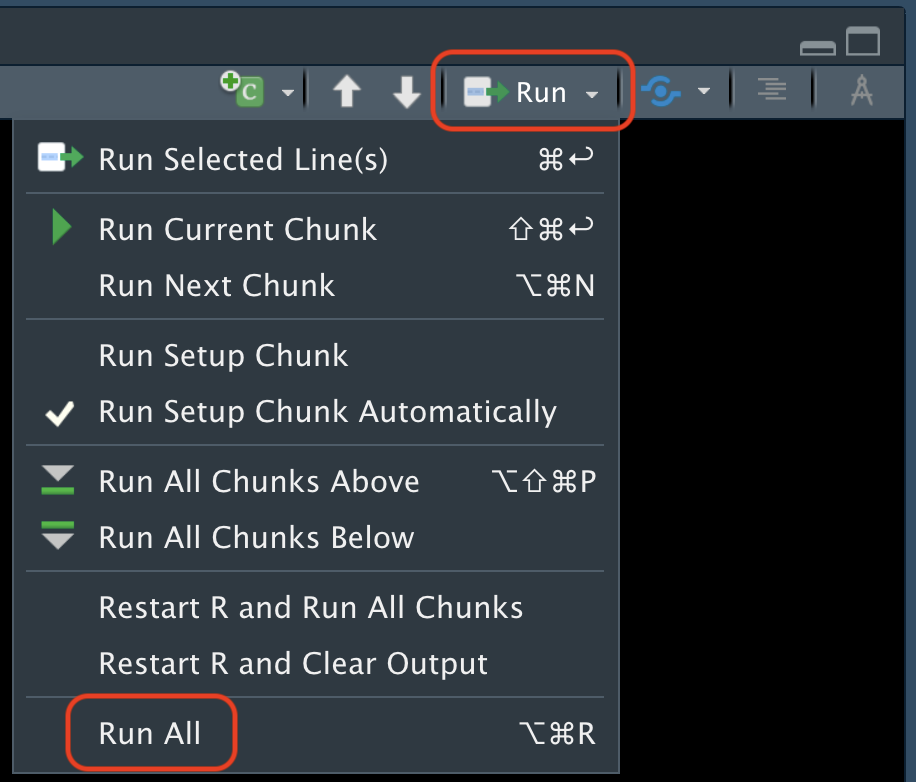 C
Run
Run Selected Line(s) ⌘↩
Run Current Chunk ⇧⌘↩
Run Next Chunk ⌥⌘N
Run Setup Chunk
Run Setup Chunk Automatically
Run All Chunks Above ⌥⇧⌘P
Run All Chunks Below
Restart R and Run All Chunks
Restart R and Clear Output
Run All ⌥⌘R